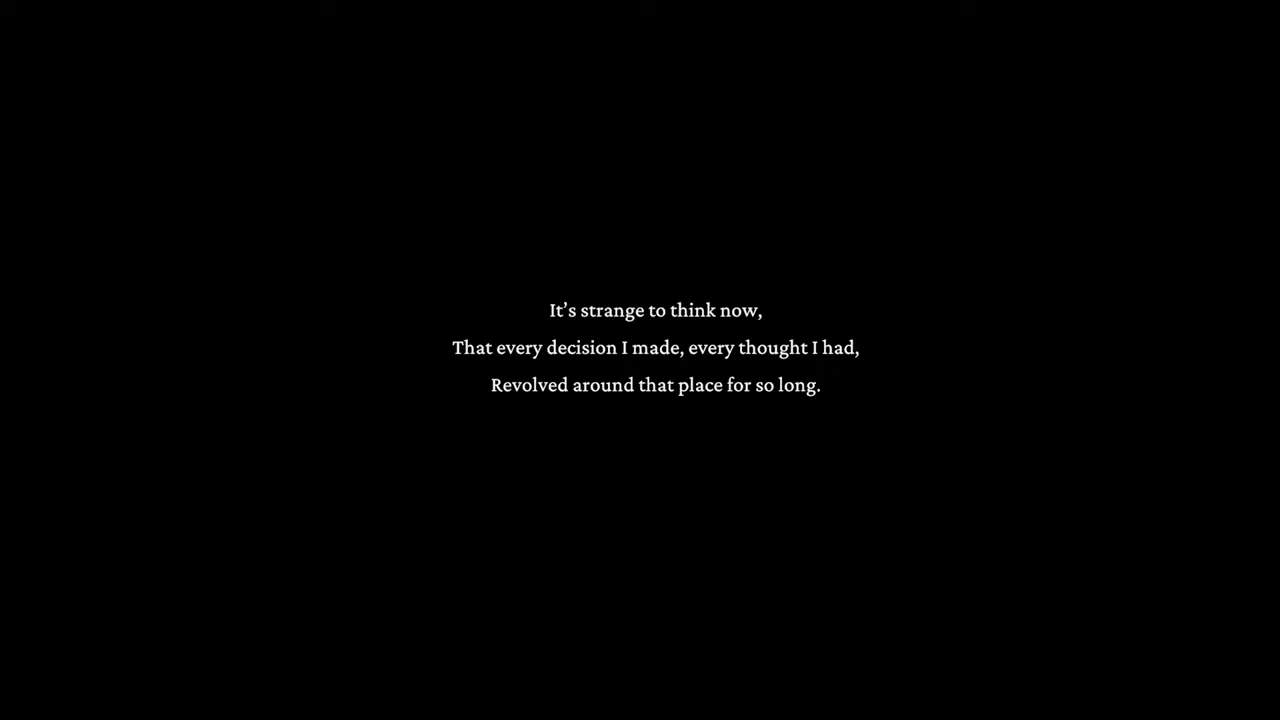 It’s strange to think now,
That every decision I made, every thought I had,
Revolved around that place for so long.